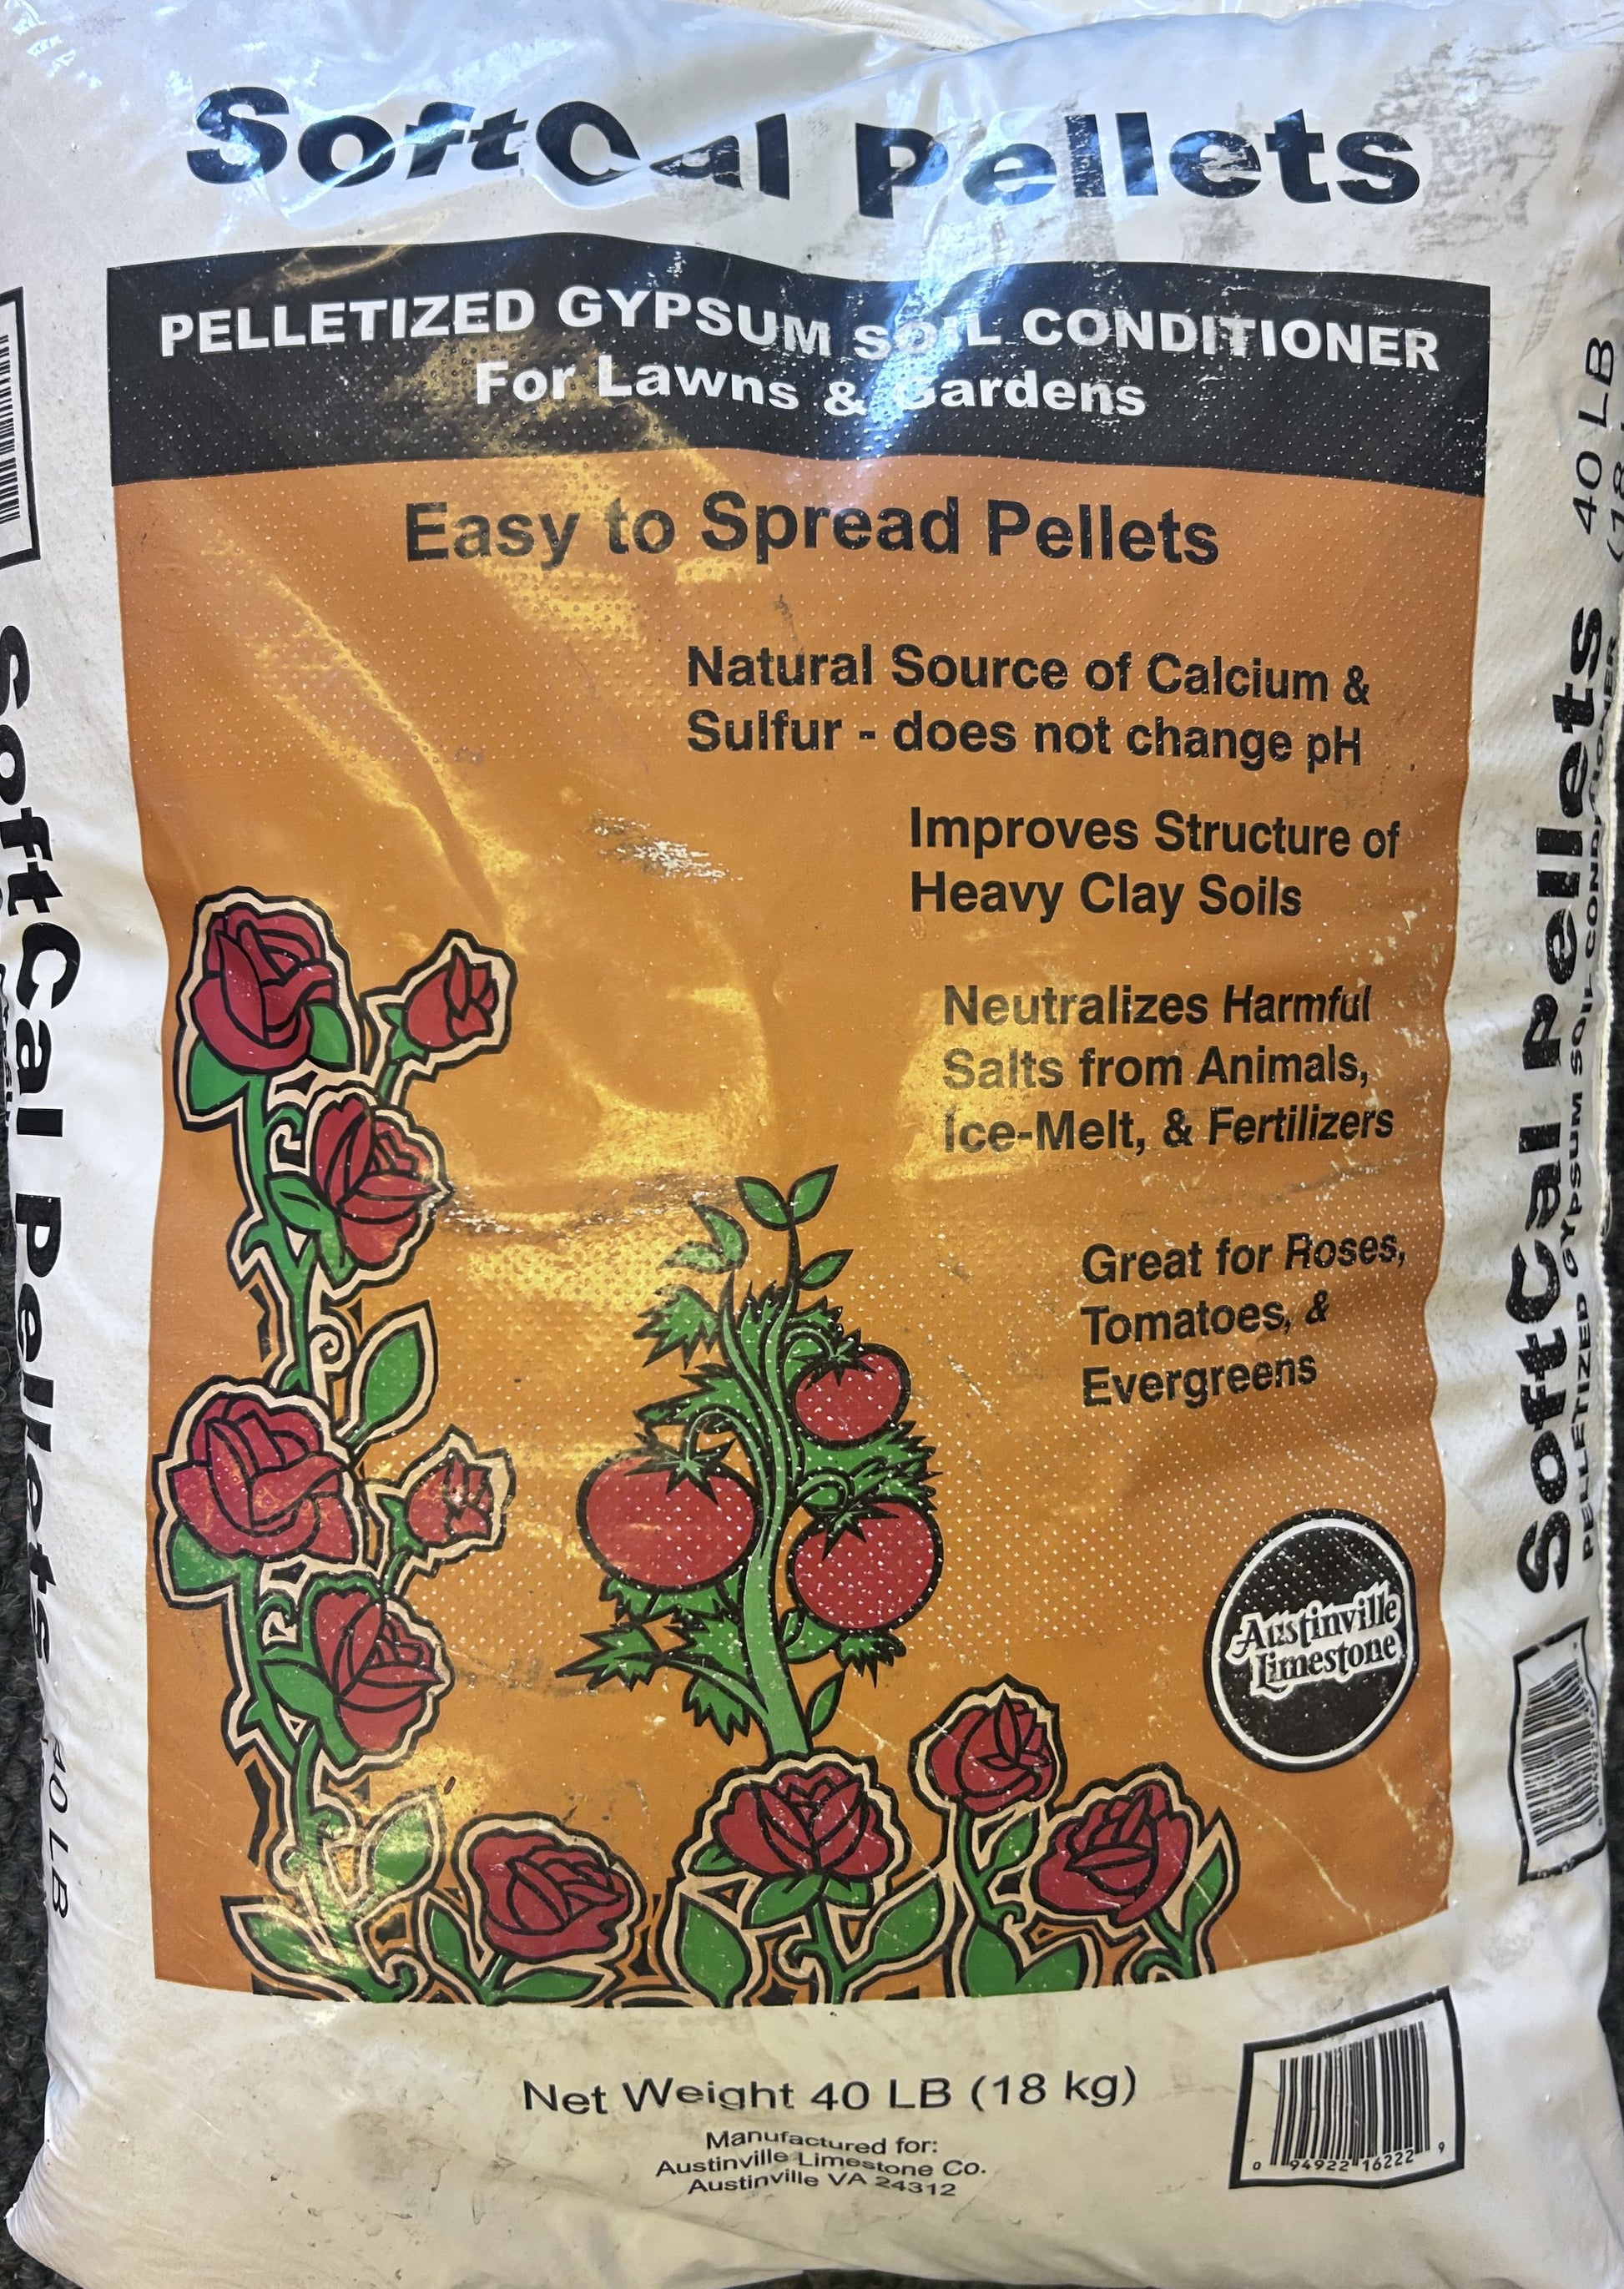 SoftCal Pellets
PELLETIZED GYPSUM SOIL CONDITIONER
For Lawns & Gardens
Easy to Spread Pellets
Natural Source of Calcium &
Sulfur - does not change pH
Improves Structure of
Heavy Clay Soils
Neutralizes Harmful
Salts from Animals,
Ice-Melt, & Fertilizers
Great for Roses,
Tomatoes, &
Evergreens
Austinville
Limestone
Net Weight 40 LB (18 kg)
Manufactured for:
Austinville Limestone Co.
Austinville VA 24312
0 94922 16222 9
SoftCal Pellets
40 LB
SoftCal Pellets 40 LB
PELLETIZED GYPSUM SOIL CONDITIONER